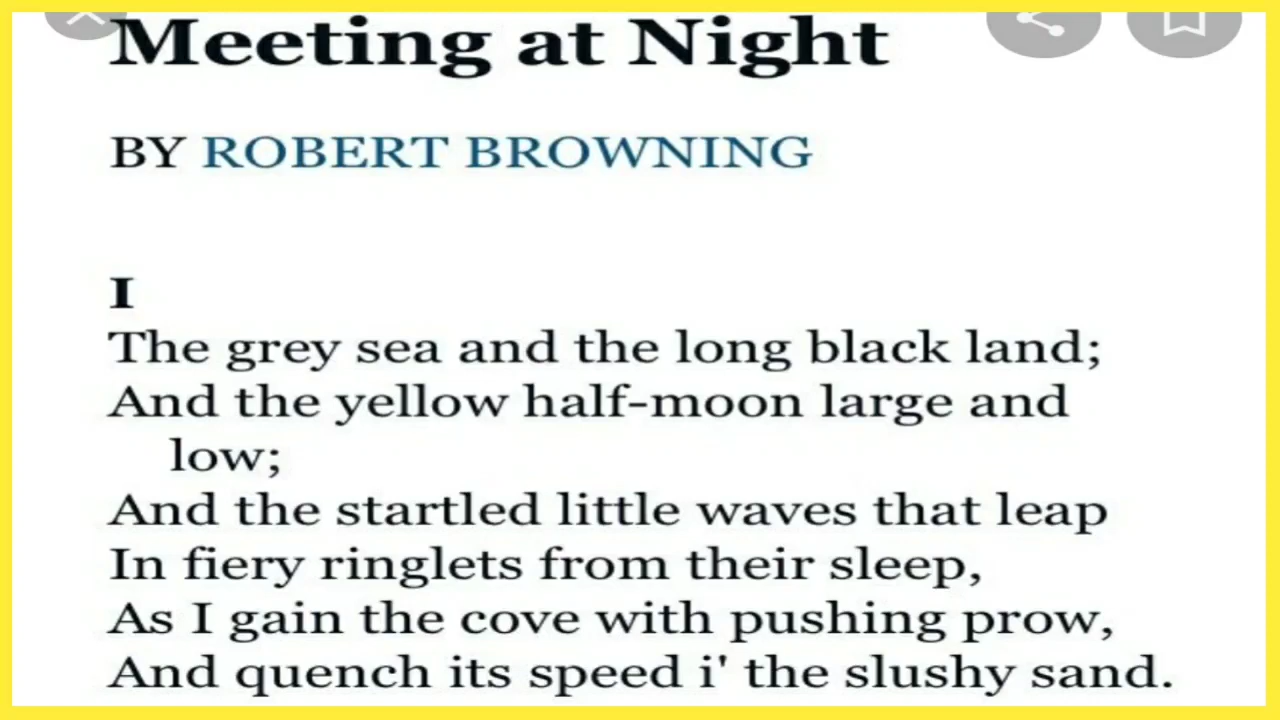 Meeting at Night
BY ROBERT BROWNING
I
The grey sea and the long black land;
And the yellow half-moon large and
low;
And the startled little waves that leap
In fiery ringlets from their sleep,
As I gain the cove with pushing prow,
And quench its speed i' the slushy sand.